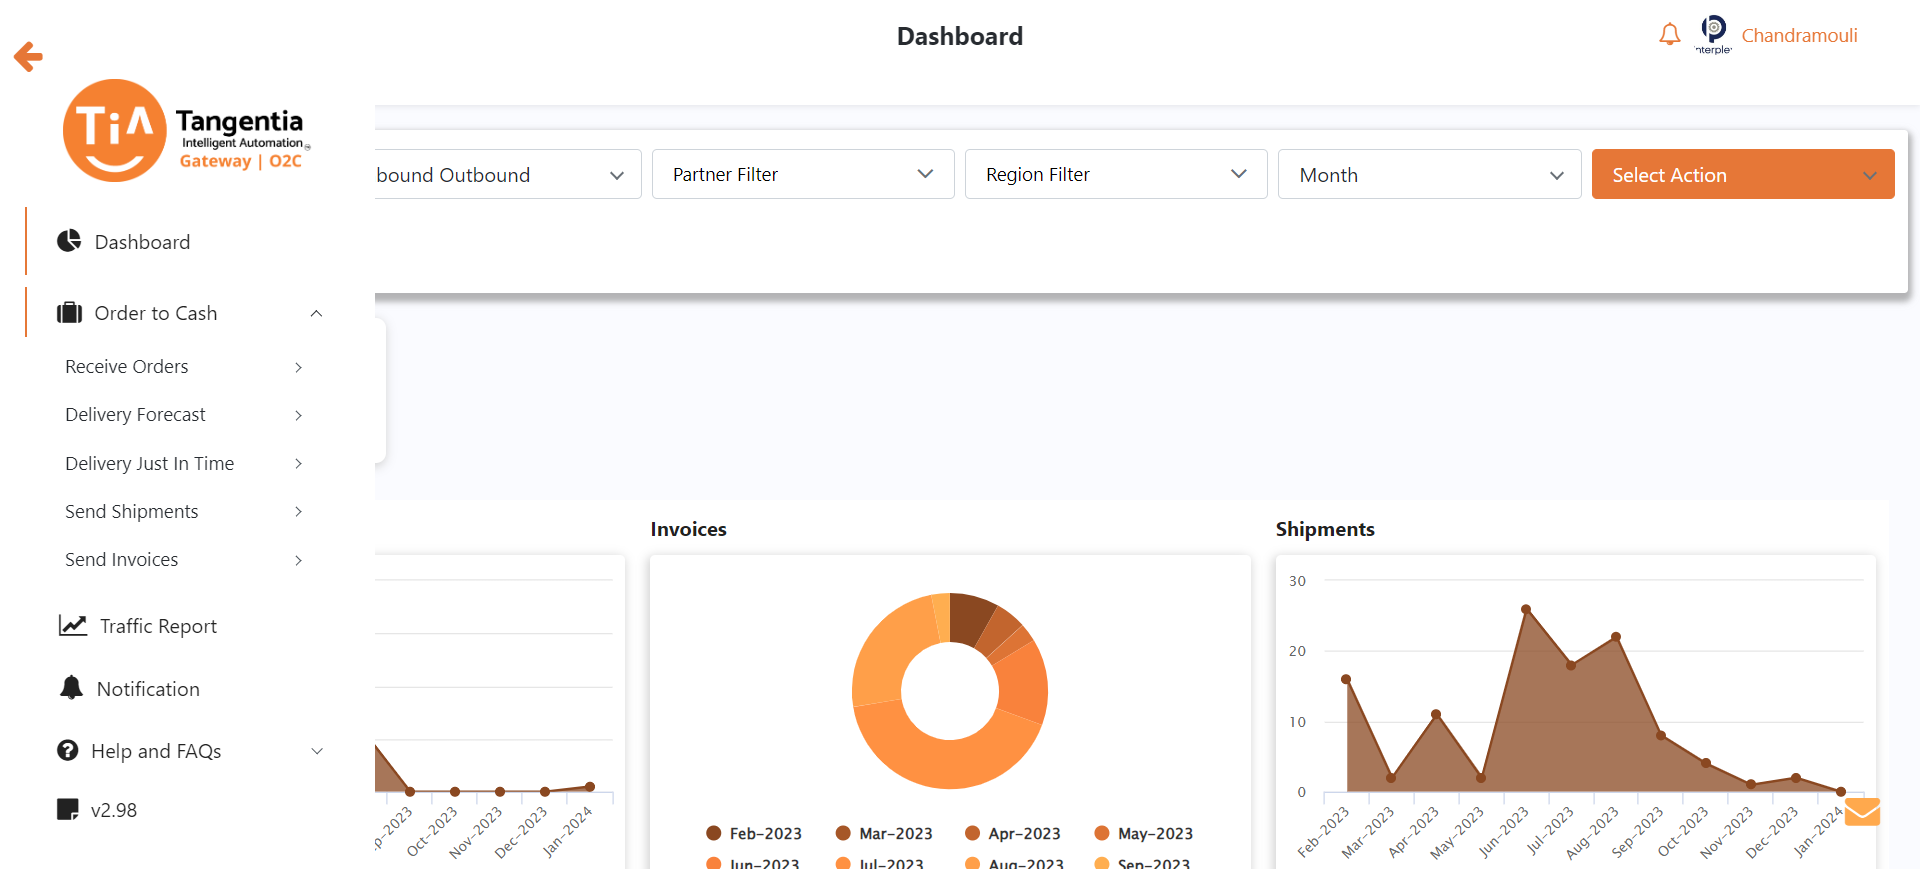 Dashboard
nterple
Chandramouli
TiA
Tangentia
Intelligent Automation
Gateway | O2C
bound Outbound
Partner Filter
Region Filter
Month
Select Action
Dashboard
Order to Cash
Receive Orders
Delivery Forecast
Delivery Just In Time
Send Shipments
Send Invoices
Traffic Report
Notification
Help and FAQs
v2.98
p-2023
Oct-2023
Nov-2023
Dec-2023
Jan-2024
Invoices
Feb-2023 Mar-2023 Apr-2023 May-2023
Jun-2023 Jul-2023 Aug-2023 Sep-2023
Shipments
30
20
10
0
Feb-2023
Mar-2023
Apr-2023
May-2023
Jun-2023
Jul-2023
Aug-2023
Sep-2023
Oct-2023
Nov-2023
Dec-2023
Jan-2024